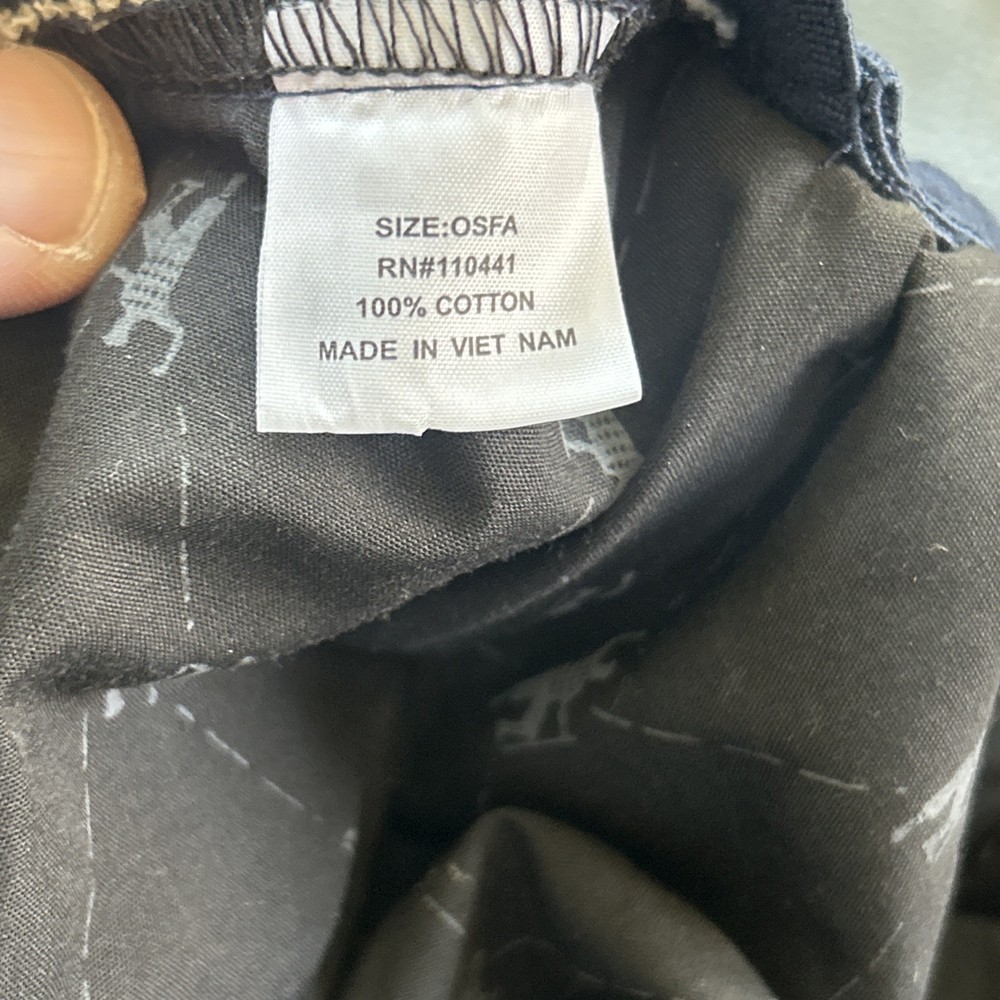 SIZE:OSFA
RN#110441
100% COTTON
MADE IN VIET NAM